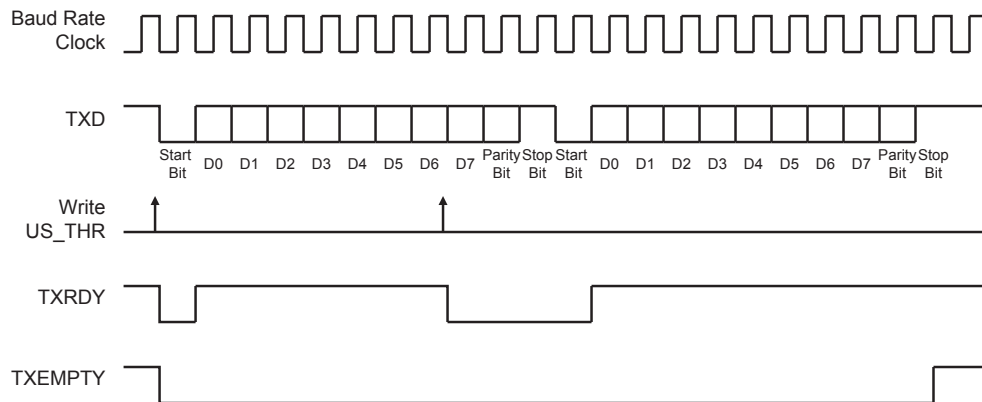 Baud Rate
Clock
TXD
Start
Bit
D0
D1
D2
D3
D4
D5
D6
D7
Parity
Bit
Stop
Bit
Start
Bit
D0
D1
D2
D3
D4
D5
D6
D7
Parity
Bit
Stop
Bit
Write
US_THR
TXRDY
TXEMPTY